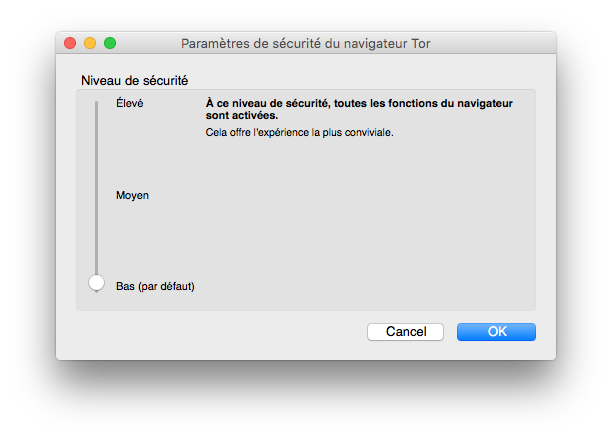 Paramètres de sécurité du navigateur Tor
Niveau de sécurité
Élevé
À ce niveau de sécurité, toutes les fonctions du navigateur
sont activées.
Cela offre l'expérience la plus conviviale.
Moyen
Bas (par défaut)
Cancel
OK